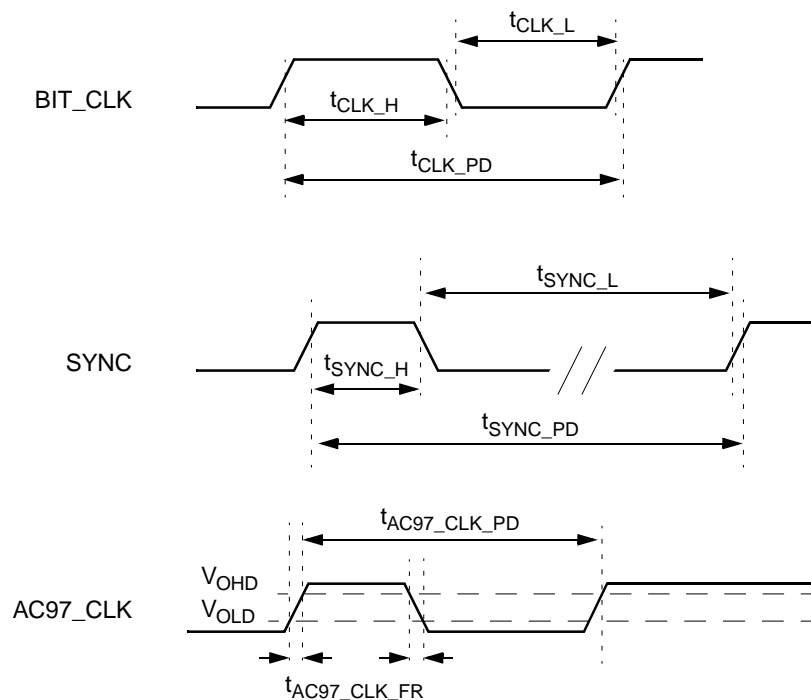 tCLK_L
BIT_CLK
tCLK_H
tCLK_PD
tSYNC_L
SYNC
tSYNC_H
tSYNC_PD
tAC97_CLK_PD
VOHD
AC97_CLK
VOLD
tAC97_CLK_FR